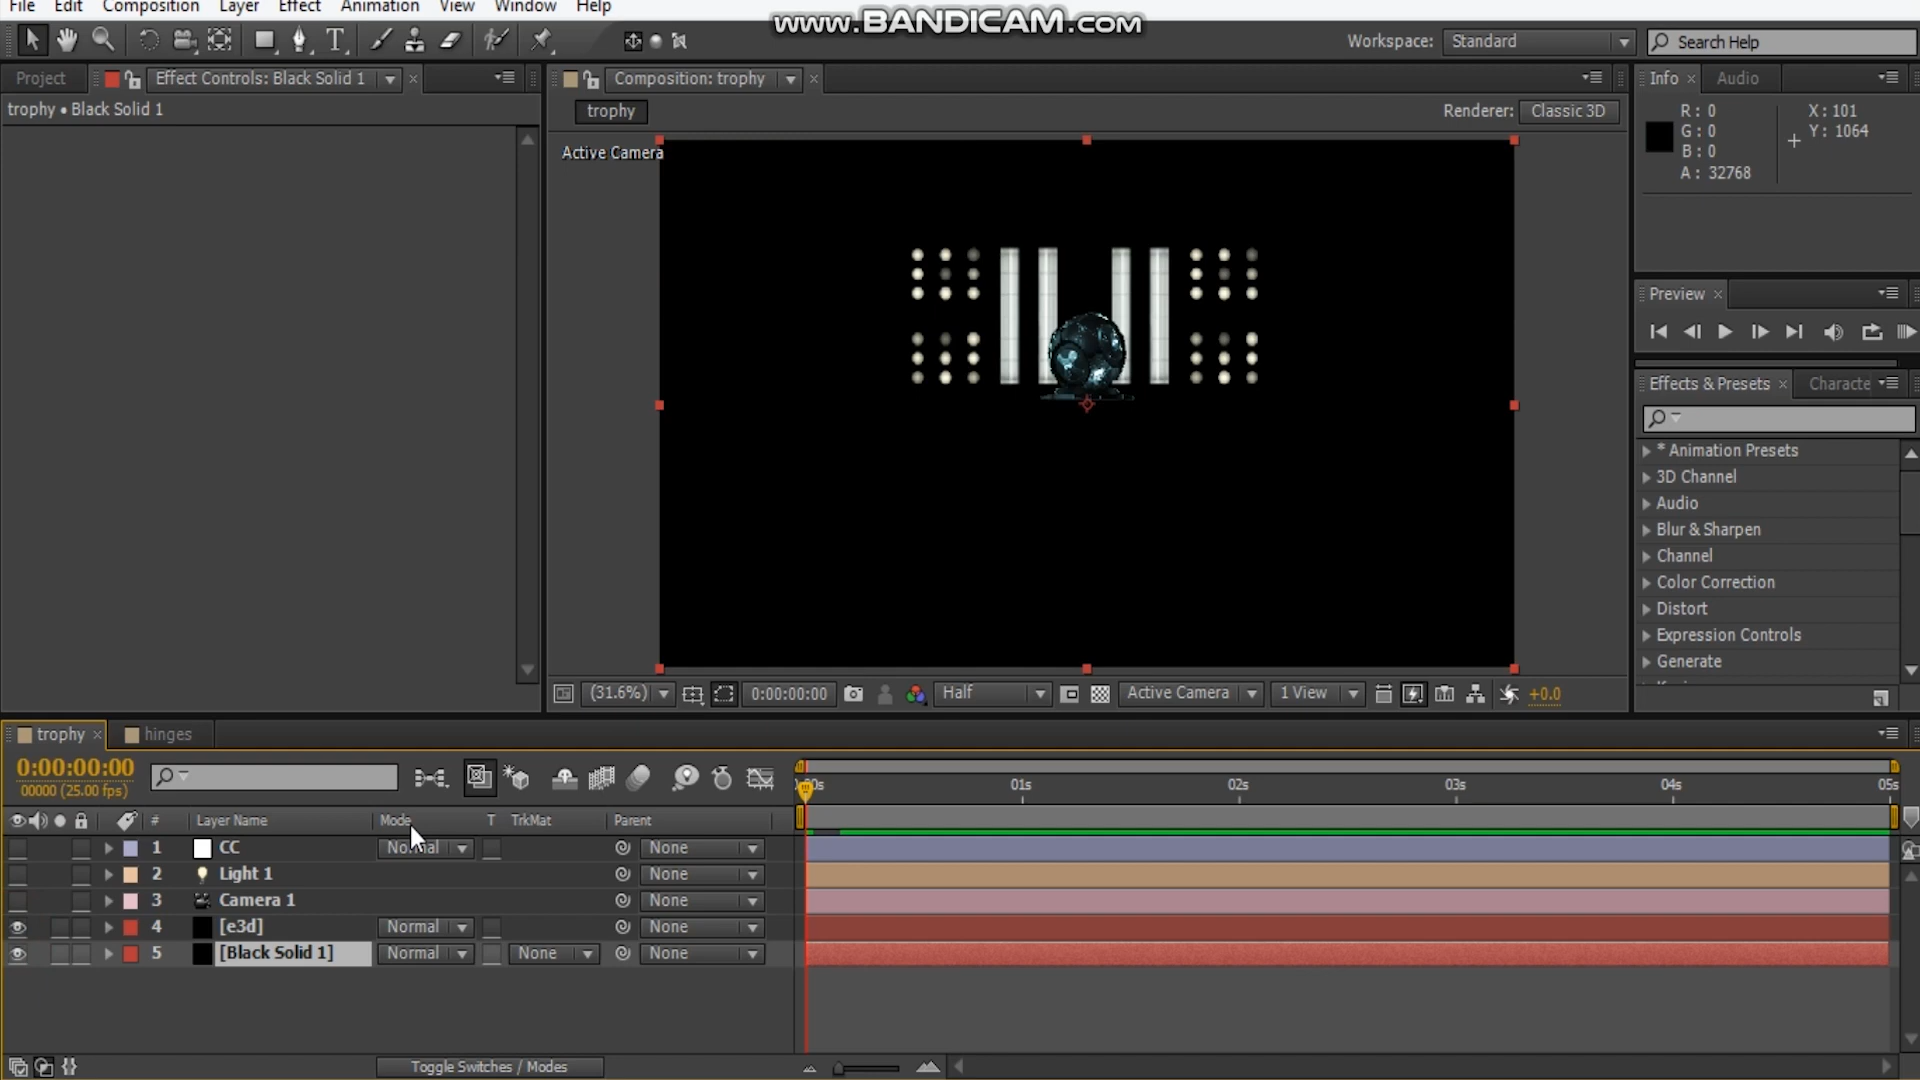 File Edit Composition Layer Effect Animation View Window Help
www.BANDICAM.com
Workspace: Standard
Search Help
Project
Effect Controls: Black Solid 1
Composition: trophy
Info
Audio
trophy • Black Solid 1
trophy
Renderer: Classic 3D
R: 0
G: 0
B: 0
A: 32768
X: 101
Y: 1064
Active Camera
Preview
Effects & Presets
Characte
* Animation Presets
3D Channel
Audio
Blur & Sharpen
Channel
Color Correction
Distort
Expression Controls
Generate
(31.6%)
0:00:00:00
Half
Active Camera
1 View
+0.0
trophy
hinges
0:00:00:00
00000 (25.00 fps)
01s
02s
03s
04s
05s
# Layer Name Mode T TrkMat Parent
1 CC Normal None
2 Light 1 None
3 Camera 1 None
4 [e3d] Normal None
5 [Black Solid 1] Normal None None
Toggle Switches / Modes